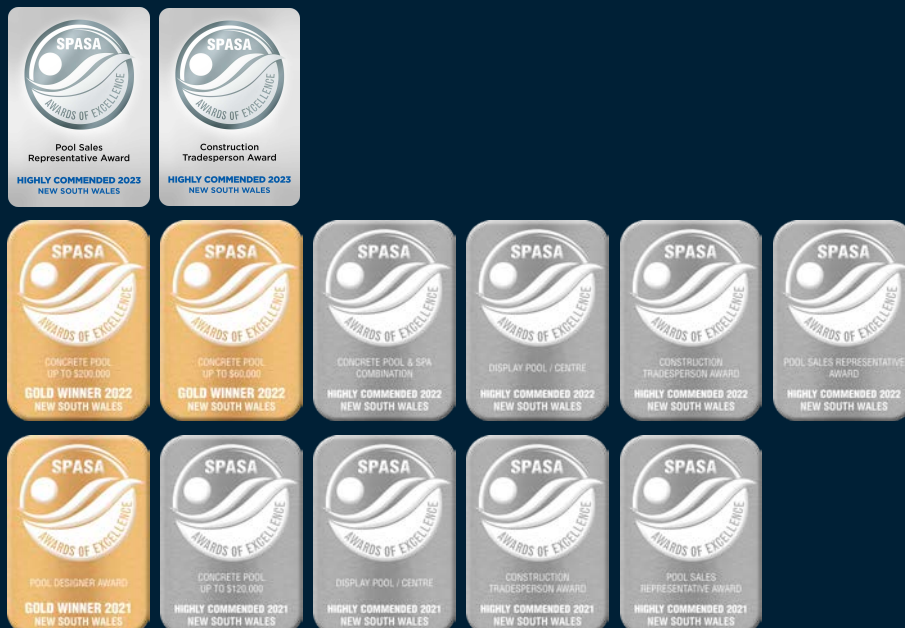 SPASA
AWARDS OF EXCELLENCE
Pool Sales
Representative Award
HIGHLY COMMENDED 2023
NEW SOUTH WALES
SPASA
AWARDS OF EXCELLENCE
Construction
Tradesperson Award
HIGHLY COMMENDED 2023
NEW SOUTH WALES
SPASA
AWARDS OF EXCELLENCE
CONCRETE POOL
UP TO $200,000
GOLD WINNER 2022
NEW SOUTH WALES
SPASA
AWARDS OF EXCELLENCE
CONCRETE POOL
UP TO $60,000
GOLD WINNER 2022
NEW SOUTH WALES
SPASA
AWARDS OF EXCELLENCE
CONCRETE POOL & SPA
COMBINATION
HIGHLY COMMENDED 2022
NEW SOUTH WALES
SPASA
AWARDS OF EXCELLENCE
DISPLAY POOL / CENTRE
HIGHLY COMMENDED 2022
NEW SOUTH WALES
SPASA
AWARDS OF EXCELLENCE
CONSTRUCTION
TRADESPERSON AWARD
HIGHLY COMMENDED 2022
NEW SOUTH WALES
SPASA
AWARDS OF EXCELLENCE
POOL SALES REPRESENTATIVE
AWARD
HIGHLY COMMENDED 2022
NEW SOUTH WALES
SPASA
AWARDS OF EXCELLENCE
POOL DESIGNER AWARD
GOLD WINNER 2021
NEW SOUTH WALES
SPASA
AWARDS OF EXCELLENCE
CONCRETE POOL
UP TO $120,000
HIGHLY COMMENDED 2021
NEW SOUTH WALES
SPASA
AWARDS OF EXCELLENCE
DISPLAY POOL / CENTRE
HIGHLY COMMENDED 2021
NEW SOUTH WALES
SPASA
AWARDS OF EXCELLENCE
CONSTRUCTION
TRADESPERSON AWARD
HIGHLY COMMENDED 2021
NEW SOUTH WALES
SPASA
AWARDS OF EXCELLENCE
POOL SALES
REPRESENTATIVE AWARD
HIGHLY COMMENDED 2021
NEW SOUTH WALES